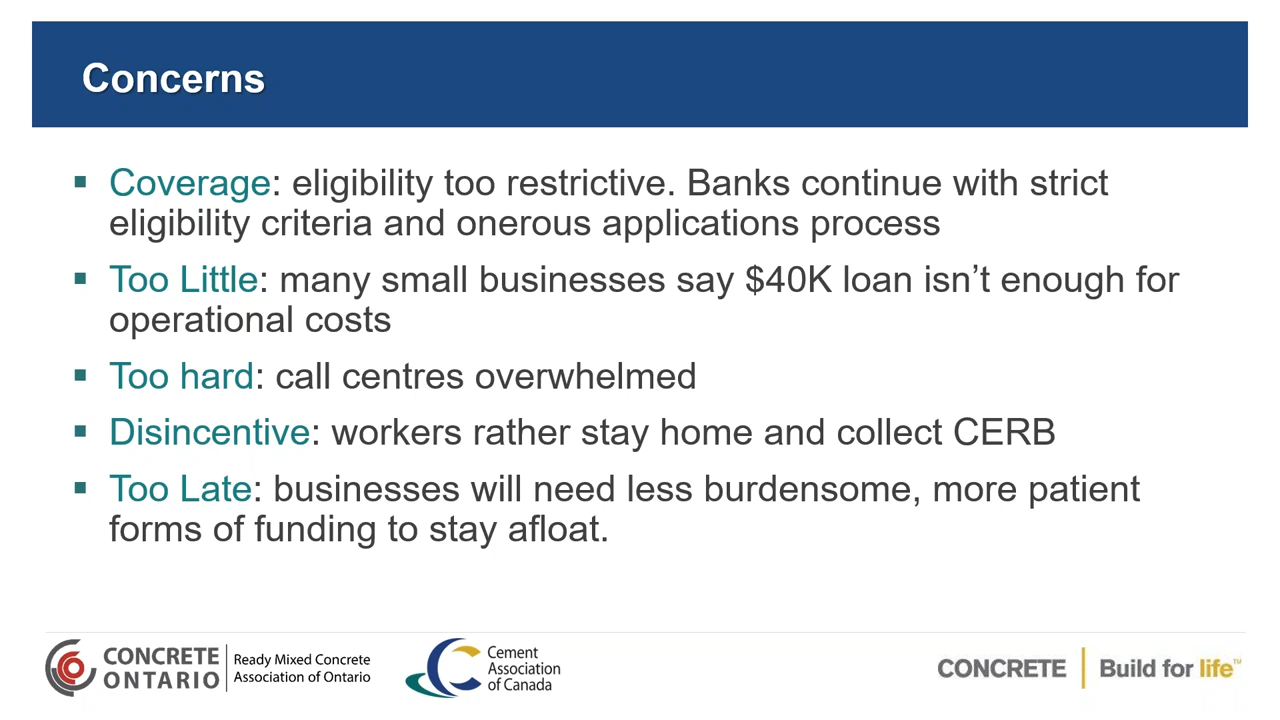 Concerns
▪ Coverage: eligibility too restrictive. Banks continue with strict
eligibility criteria and onerous applications process
▪ Too Little: many small businesses say $40K loan isn’t enough for
operational costs
▪ Too hard: call centres overwhelmed
▪ Disincentive: workers rather stay home and collect CERB
▪ Too Late: businesses will need less burdensome, more patient
forms of funding to stay afloat.
CONCRETE
ONTARIO
Ready Mixed Concrete
Association of Ontario
Cement
Association
of Canada
CONCRETE | Build for life™